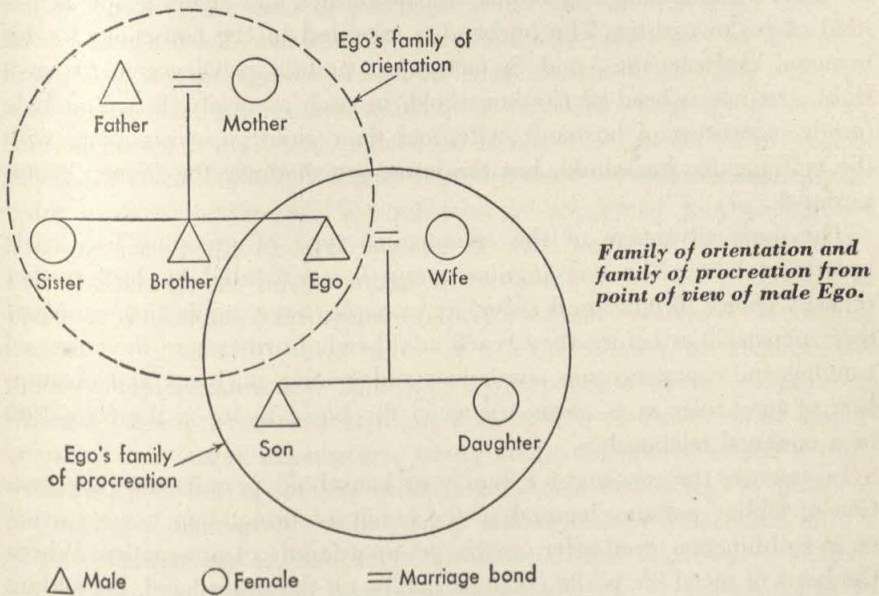 Ego's family of
orientation
Father
Mother
Sister
Brother
Ego
Wife
Family of orientation and
family of procreation from
point of view of male Ego.
Son
Daughter
Ego's family
of procreation
Male
Female
Marriage bond